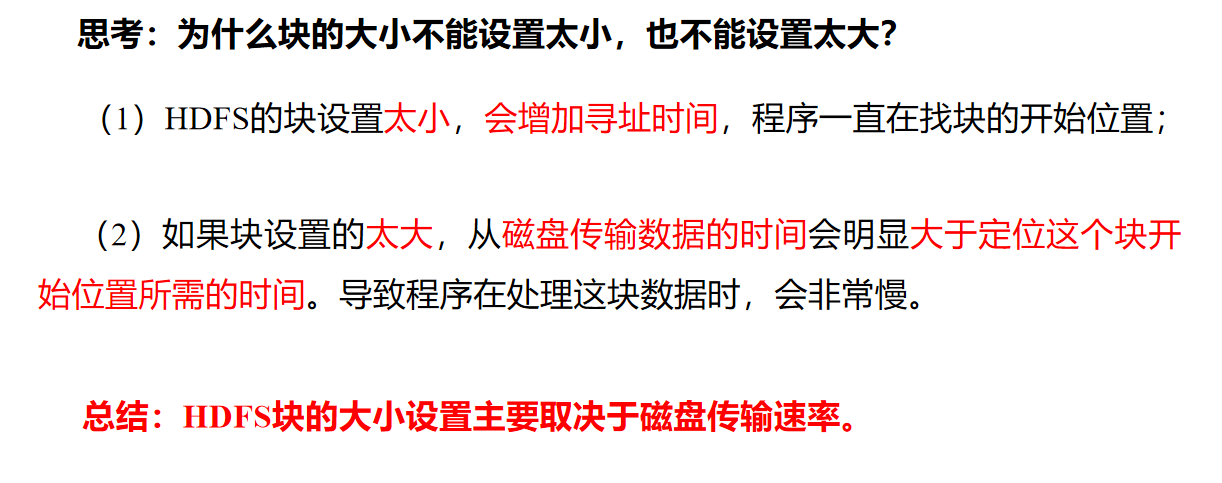 思考：为什么块的大小不能设置太小，也不能设置太大？
（1）HDFS的块设置太小，会增加寻址时间，程序一直在找块的开始位置；
（2）如果块设置的太大，从磁盘传输数据的时间会明显大于定位这个块开
始位置所需的时间。导致程序在处理这块数据时，会非常慢。
总结：HDFS块的大小设置主要取决于磁盘传输速率。